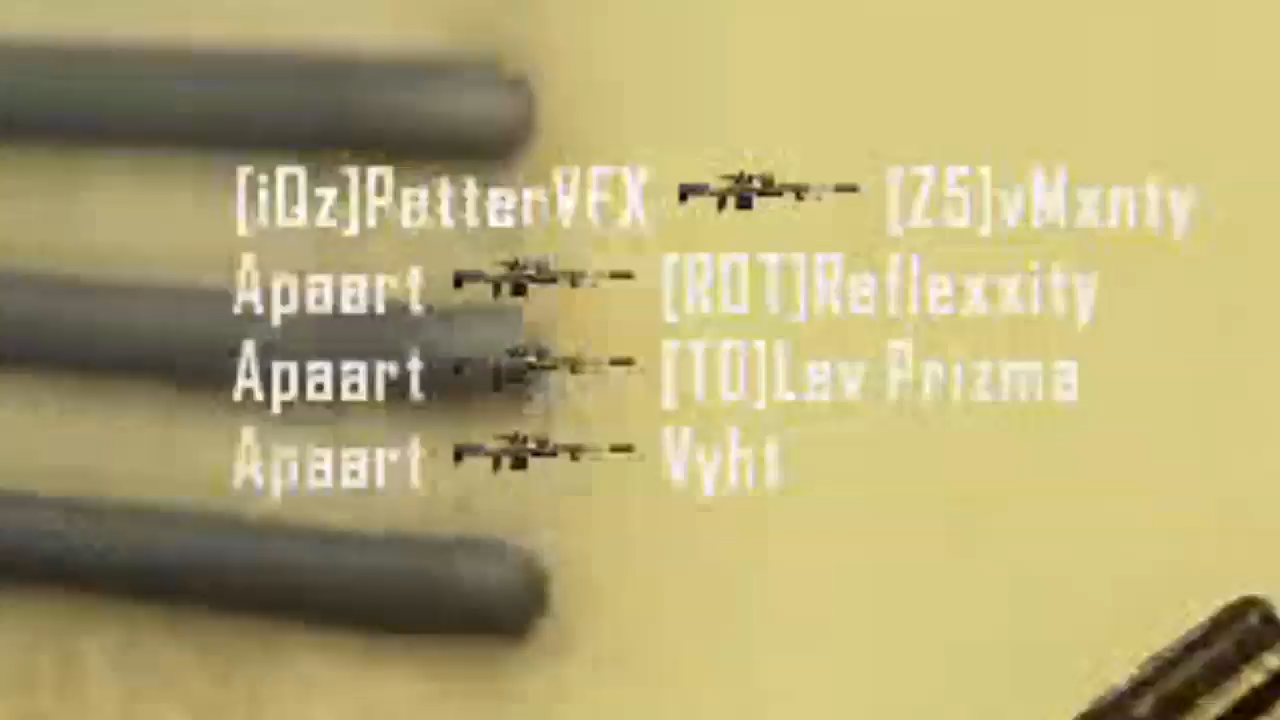 [iQz]PetterVFX [Z5]vMxnty
Apaart [ROT]Reflexxity
Apaart [TO]Lev Prizma
Apaart Vyht